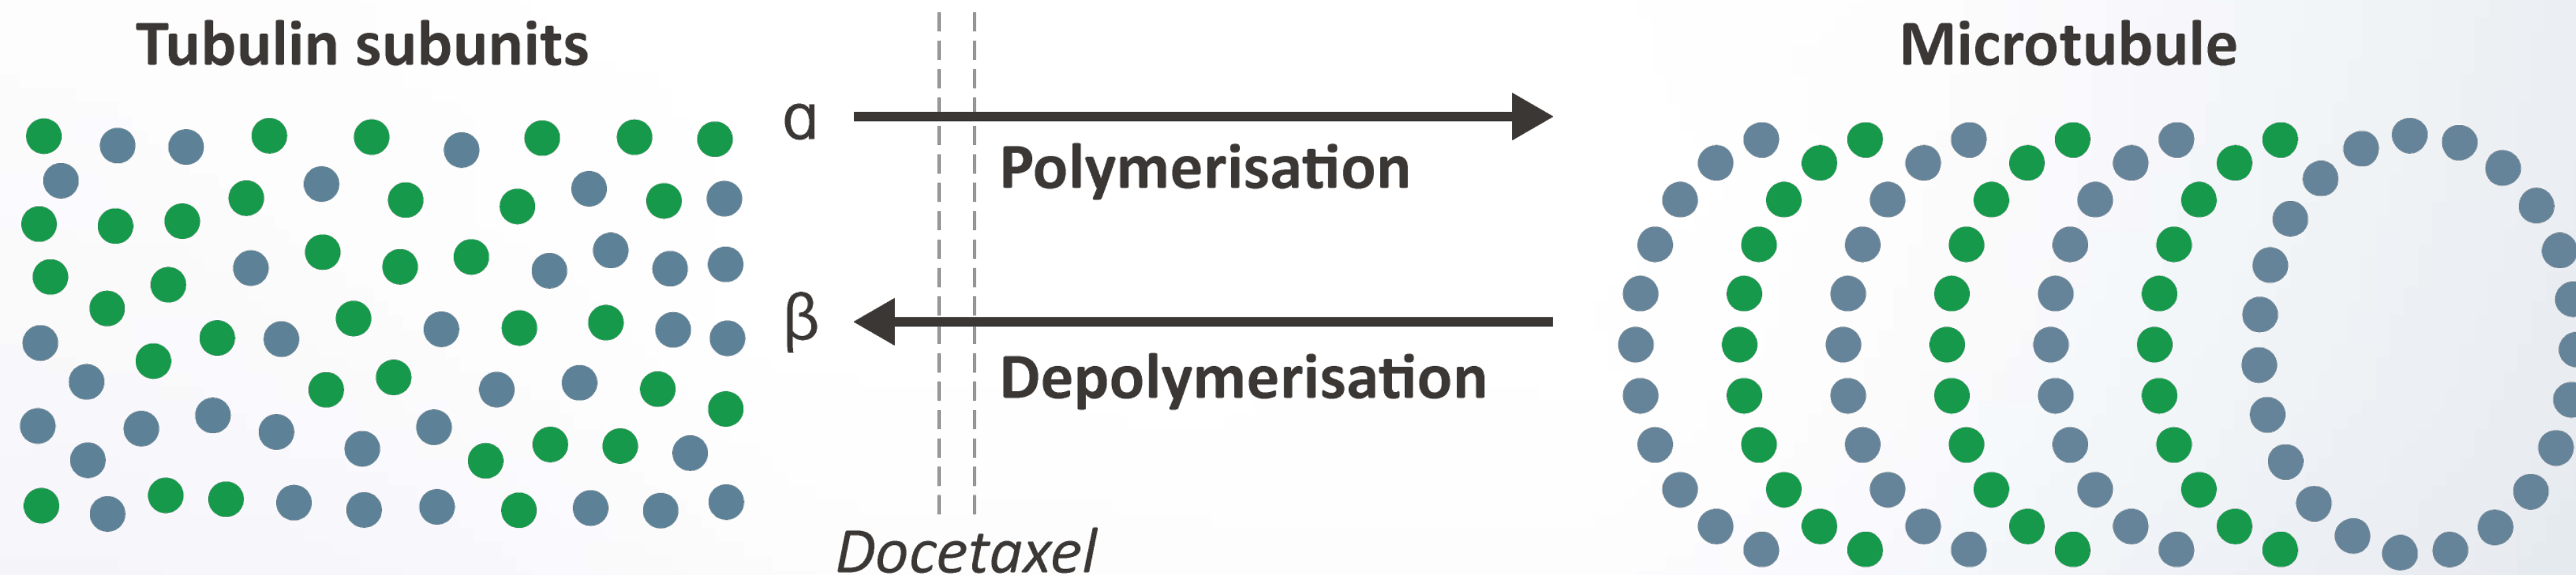 Tubulin subunits
Microtubule
α
Polymerisation
β
Depolymerisation
Docetaxel